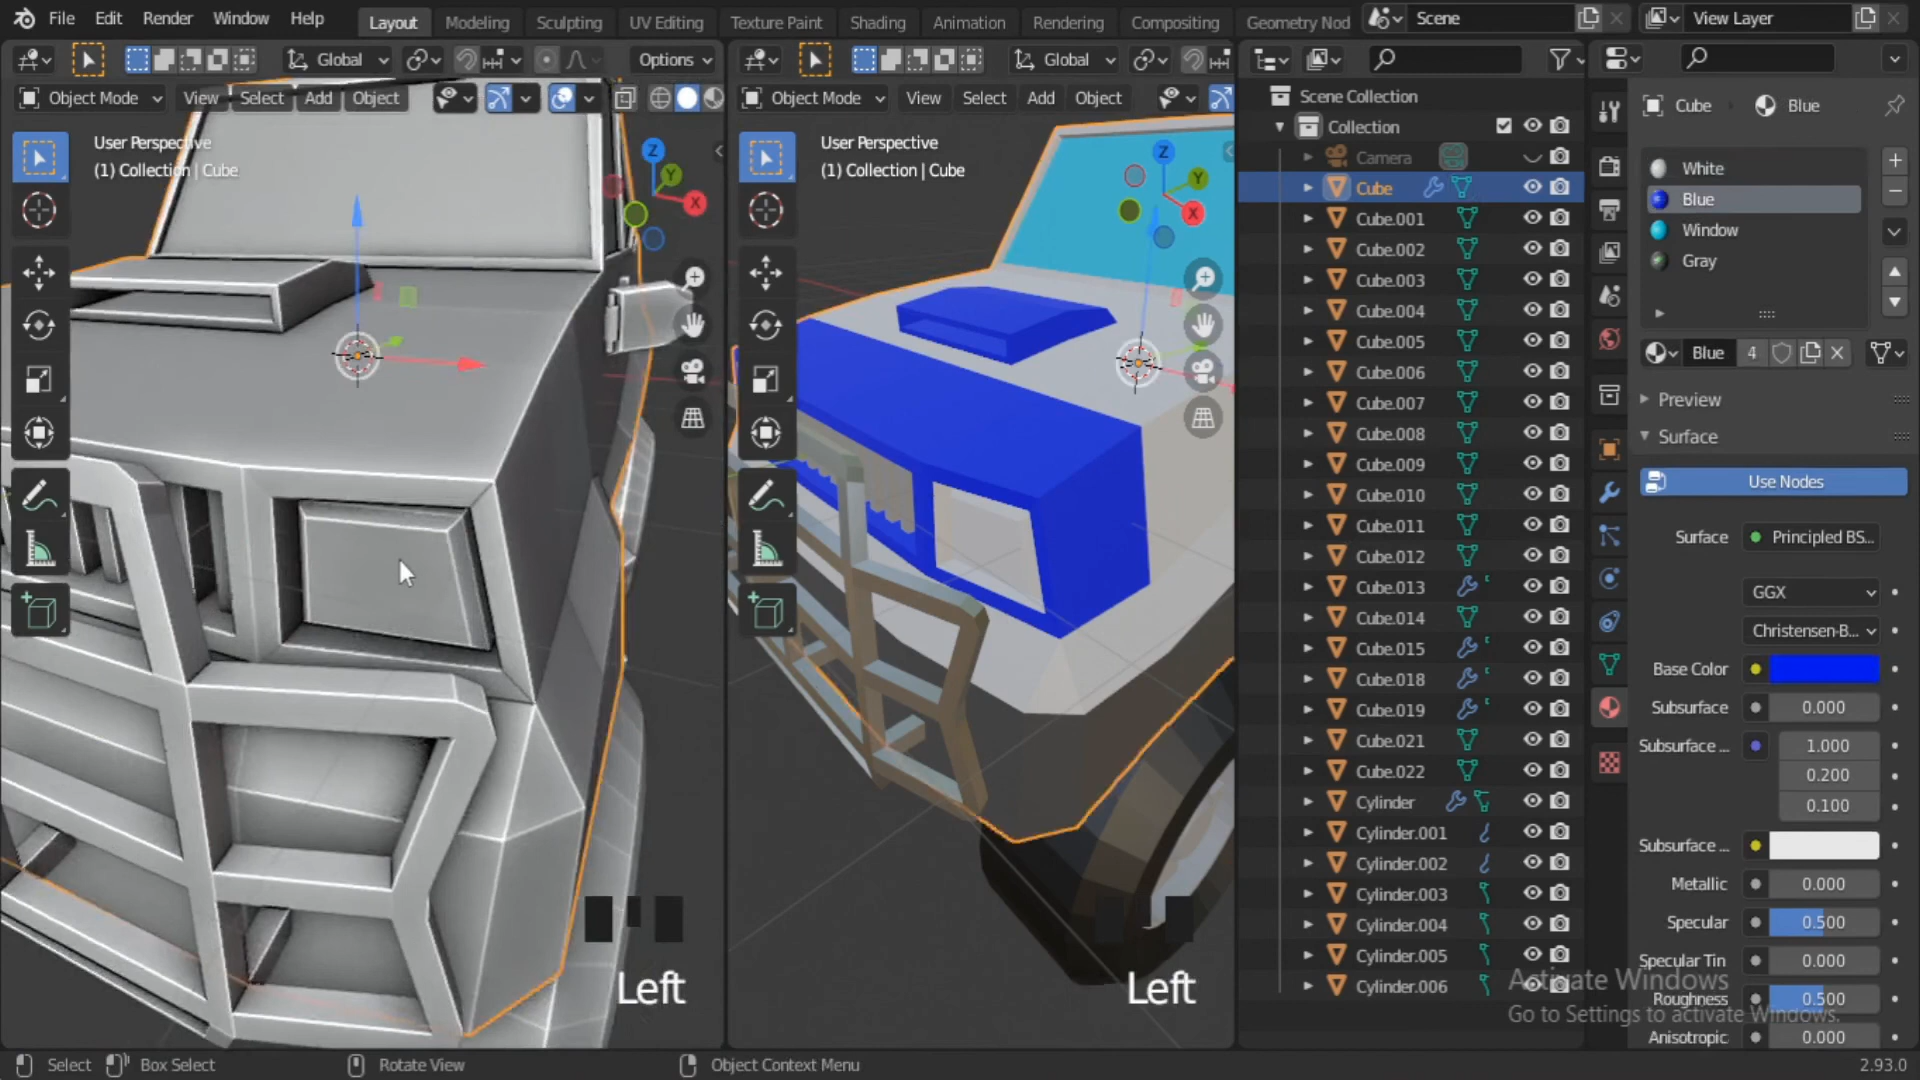 File Edit Render Window Help Layout Modeling Sculpting UV Editing Texture Paint Shading Animation Rendering Compositing Geometry Nod Scene View Layer
Global Options Global
Object Mode View Select Add Object Object Mode View Select Add Object
User Perspective
(1) Collection | Cube
User Perspective
(1) Collection | Cube
Z
Y
X
Z
Y
X
Left
Left
Scene Collection
Collection
Camera
Cube
Cube.001
Cube.002
Cube.003
Cube.004
Cube.005
Cube.006
Cube.007
Cube.008
Cube.009
Cube.010
Cube.011
Cube.012
Cube.013
Cube.014
Cube.015
Cube.018
Cube.019
Cube.021
Cube.022
Cylinder
Cylinder.001
Cylinder.002
Cylinder.003
Cylinder.004
Cylinder.005
Cylinder.006
Cube Blue
White
Blue
Window
Gray
Blue 4
Preview
Surface
Use Nodes
Surface Principled BS...
GGX
Christensen-B...
Base Color
Subsurface 0.000
Subsurface ... 1.000
0.200
0.100
Subsurface ...
Metallic 0.000
Specular 0.500
Specular Tin 0.000
Roughness 0.500
Anisotropic 0.000
Activate Windows
Go to Settings to activate Windows.
Select Box Select Rotate View Object Context Menu 2.93.0